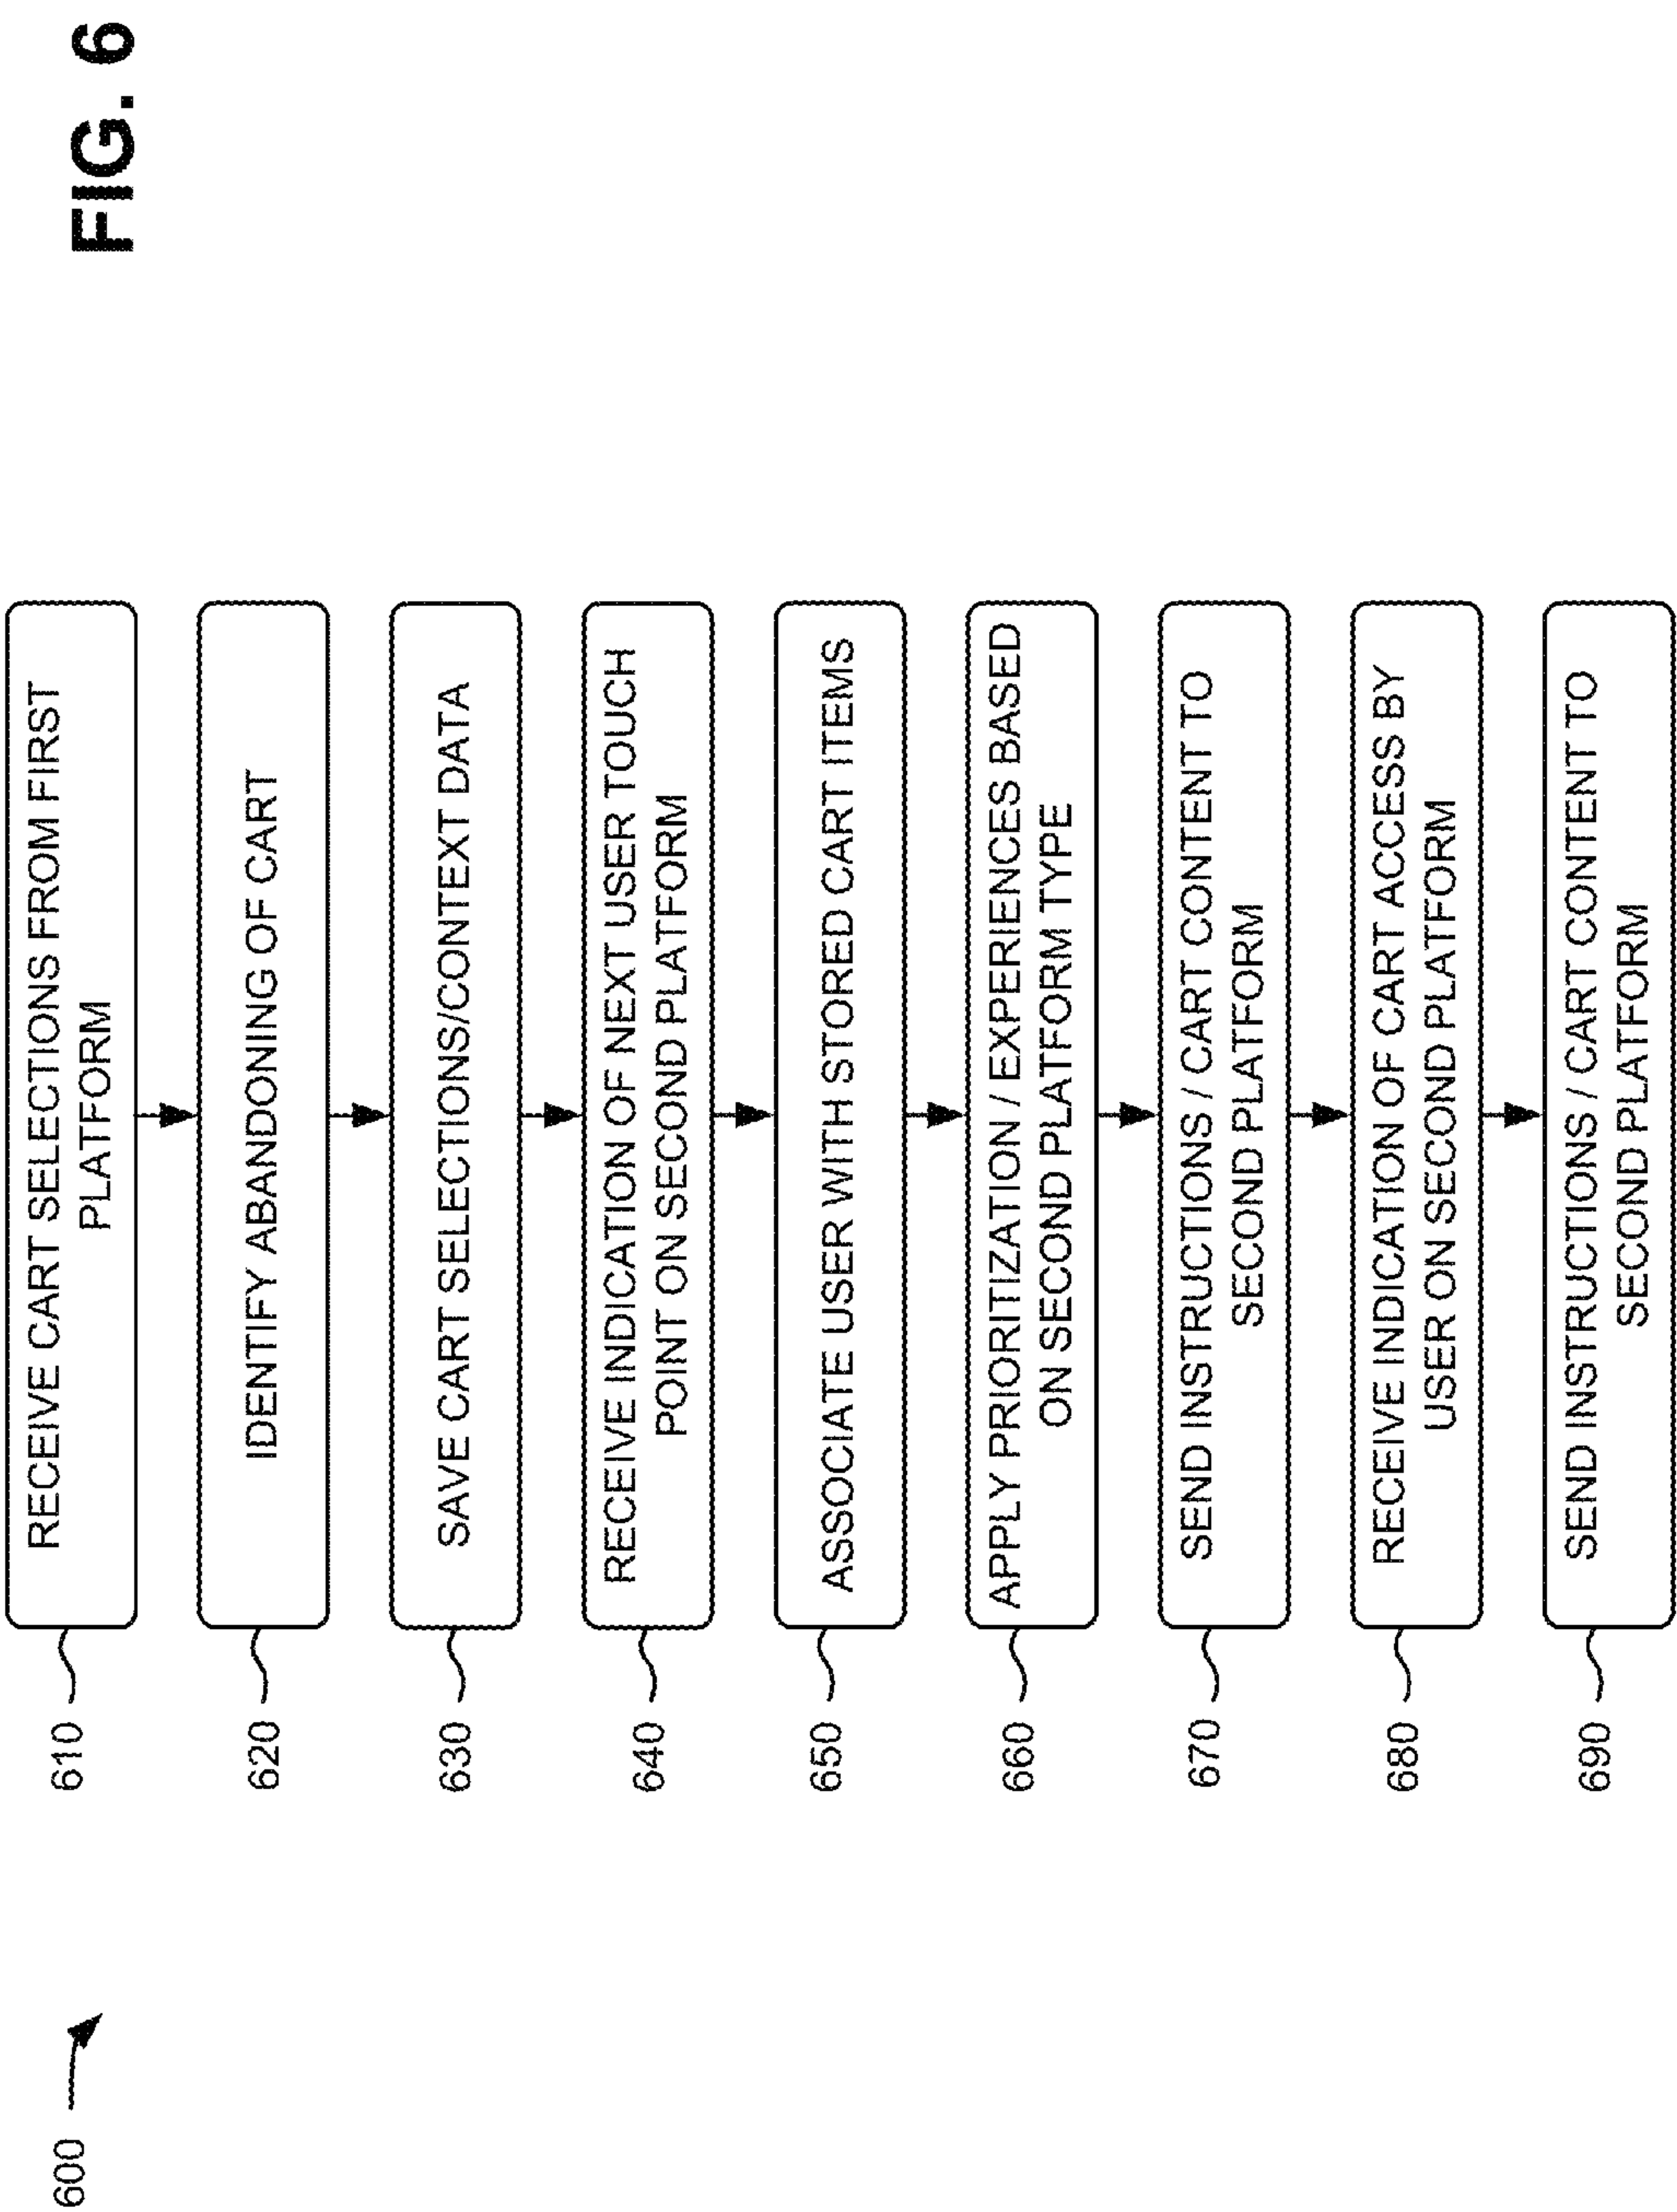 FIG. 6
600
610
RECEIVE CART SELECTIONS FROM FIRST
PLATFORM
620
IDENTIFY ABANDONING OF CART
630
SAVE CART SELECTIONS/CONTEXT DATA
640
RECEIVE INDICATION OF NEXT USER TOUCH
POINT ON SECOND PLATFORM
650
ASSOCIATE USER WITH STORED CART ITEMS
660
APPLY PRIORITIZATION / EXPERIENCES BASED
ON SECOND PLATFORM TYPE
670
SEND INSTRUCTIONS / CART CONTENT TO
SECOND PLATFORM
680
RECEIVE INDICATION OF CART ACCESS BY
USER ON SECOND PLATFORM
690
SEND INSTRUCTIONS / CART CONTENT TO
SECOND PLATFORM